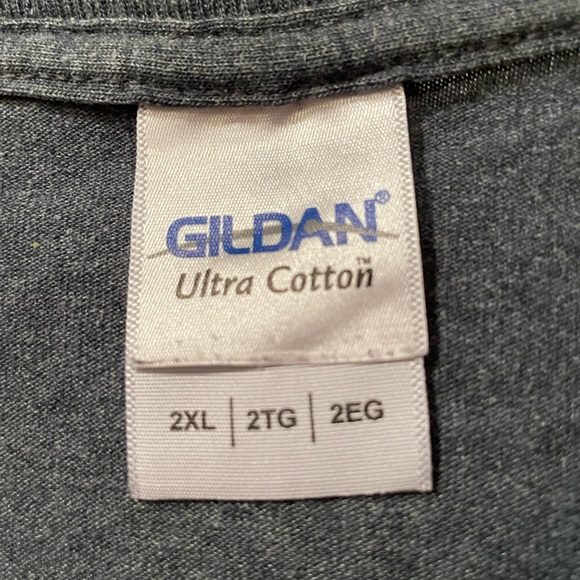 GILDAN®
Ultra Cotton™
2XL | 2TG | 2EG